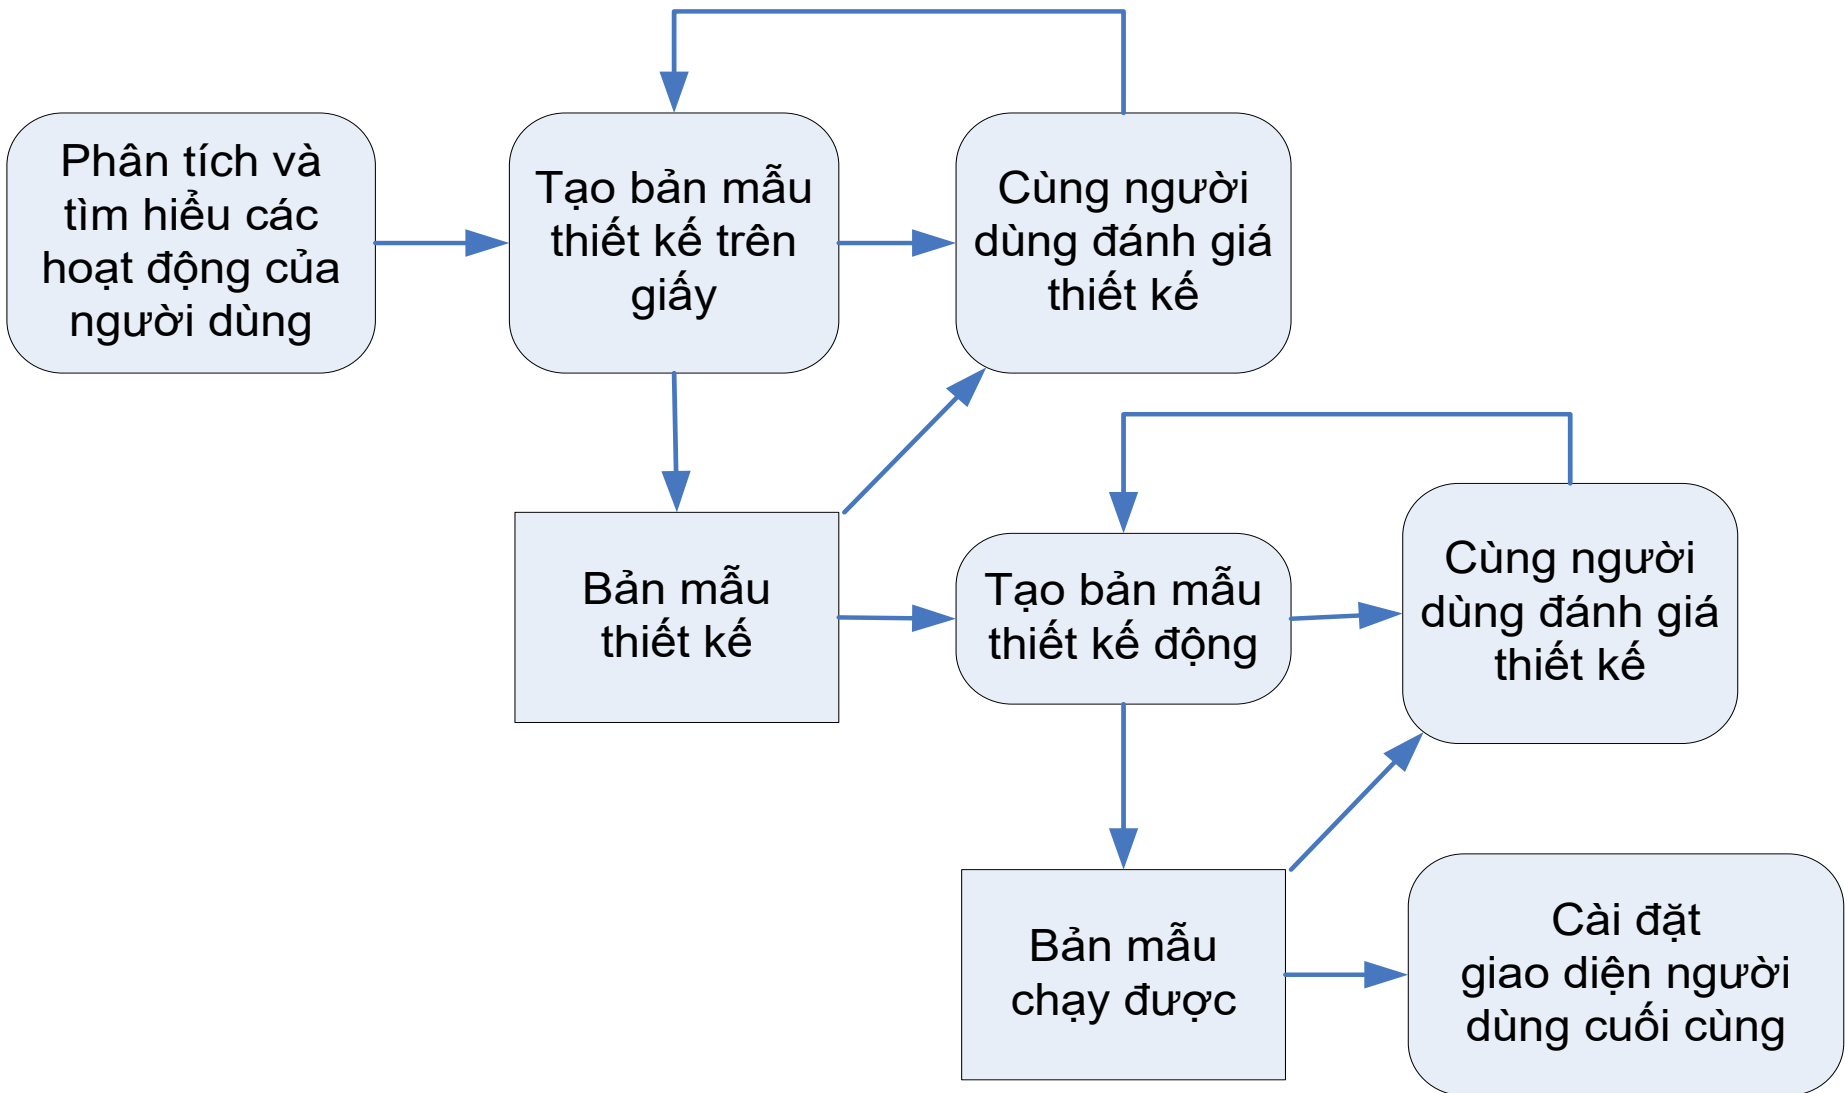 Phân tích và
tìm hiểu các
hoạt động của
người dùng
Tạo bản mẫu
thiết kế trên
giấy
Cùng người
dùng đánh giá
thiết kế
Bản mẫu
thiết kế
Tạo bản mẫu
thiết kế động
Cùng người
dùng đánh giá
thiết kế
Bản mẫu
chạy được
Cài đặt
giao diện người
dùng cuối cùng